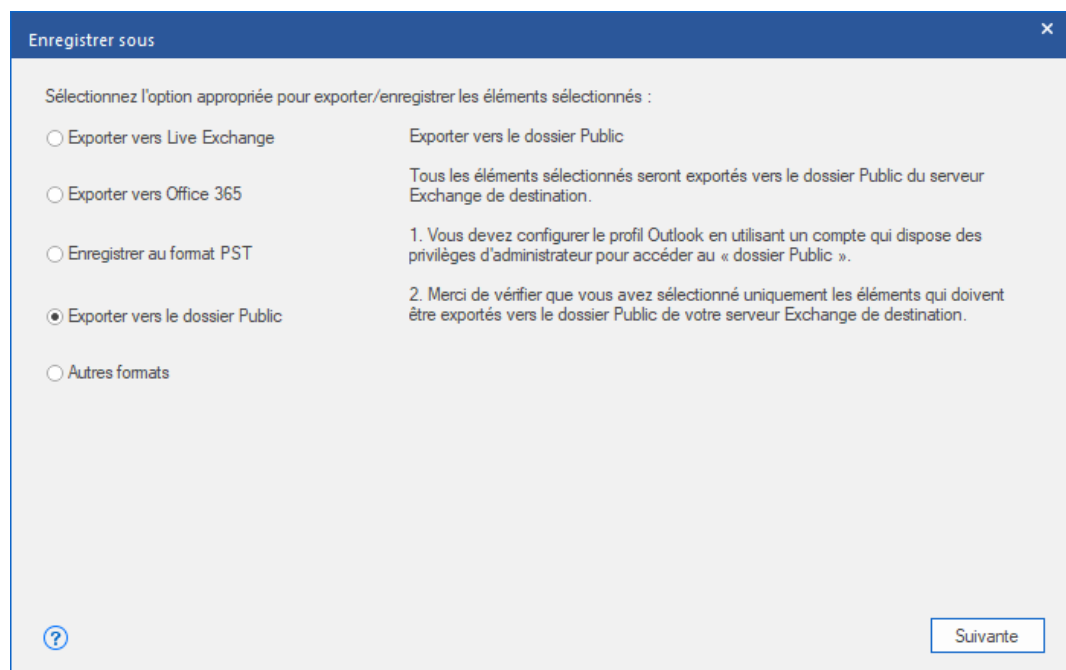 Enregistrer sous
Sélectionnez l'option appropriée pour exporter/enregistrer les éléments sélectionnés :
Exporter vers Live Exchange
Exporter vers Office 365
Enregistrer au format PST
Exporter vers le dossier Public
Autres formats
Exporter vers le dossier Public
Tous les éléments sélectionnés seront exportés vers le dossier Public du serveur
Exchange de destination.
1. Vous devez configurer le profil Outlook en utilisant un compte qui dispose des
privilèges d'administrateur pour accéder au « dossier Public ».
2. Merci de vérifier que vous avez sélectionné uniquement les éléments qui doivent
être exportés vers le dossier Public de votre serveur Exchange de destination.
?
Suivante